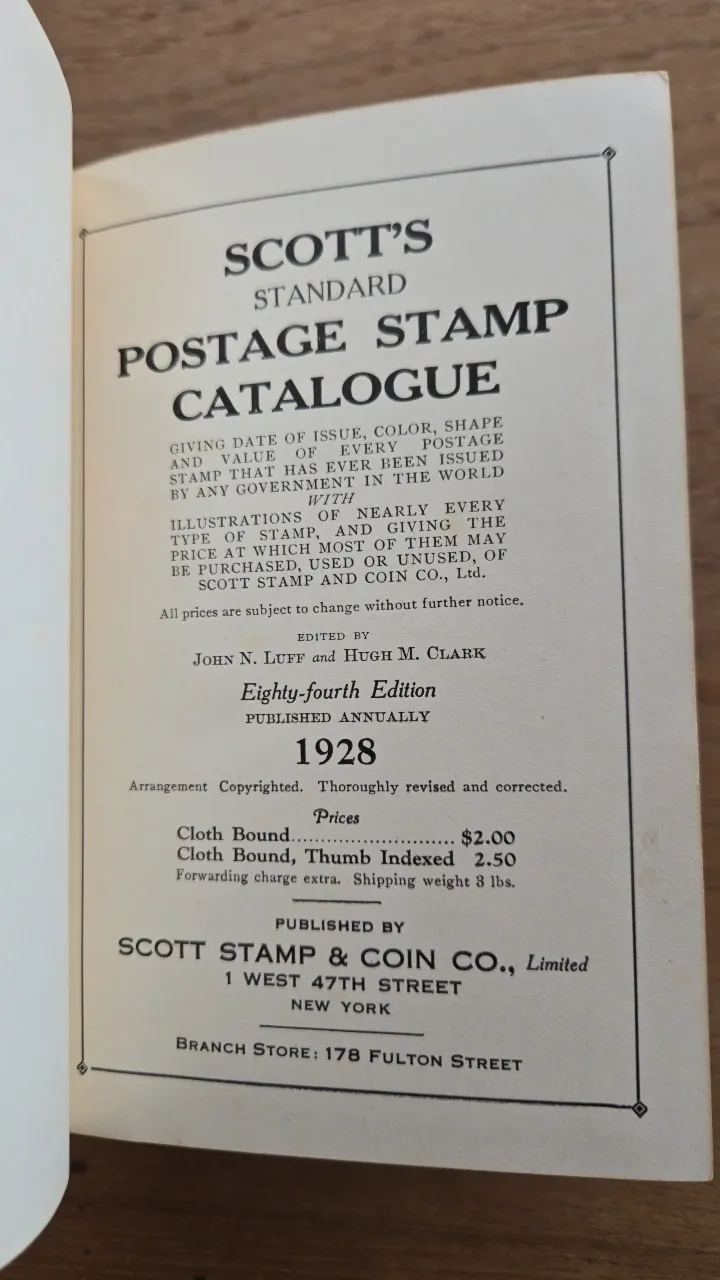 SCOTT'S
STANDARD
POSTAGE STAMP
CATALOGUE
GIVING DATE OF ISSUE, COLOR, SHAPE
AND VALUE OF EVERY POSTAGE
STAMP THAT HAS EVER BEEN ISSUED
BY ANY GOVERNMENT IN THE WORLD
WITH
ILLUSTRATIONS OF NEARLY EVERY
TYPE OF STAMP, AND GIVING THE
PRICE AT WHICH MOST OF THEM MAY
BE PURCHASED, USED OR UNUSED, OF
SCOTT STAMP AND COIN CO., Ltd.
All prices are subject to change without further notice.
EDITED BY
JOHN N. LUFF and HUGH M. CLARK
Eighty-fourth Edition
PUBLISHED ANNUALLY
1928
Arrangement Copyrighted. Thoroughly revised and corrected.
Prices
Cloth Bound.......................... $2.00
Cloth Bound, Thumb Indexed 2.50
Forwarding charge extra. Shipping weight 3 lbs.
PUBLISHED BY
SCOTT STAMP & COIN CO., Limited
1 WEST 47TH STREET
NEW YORK
BRANCH STORE: 178 FULTON STREET